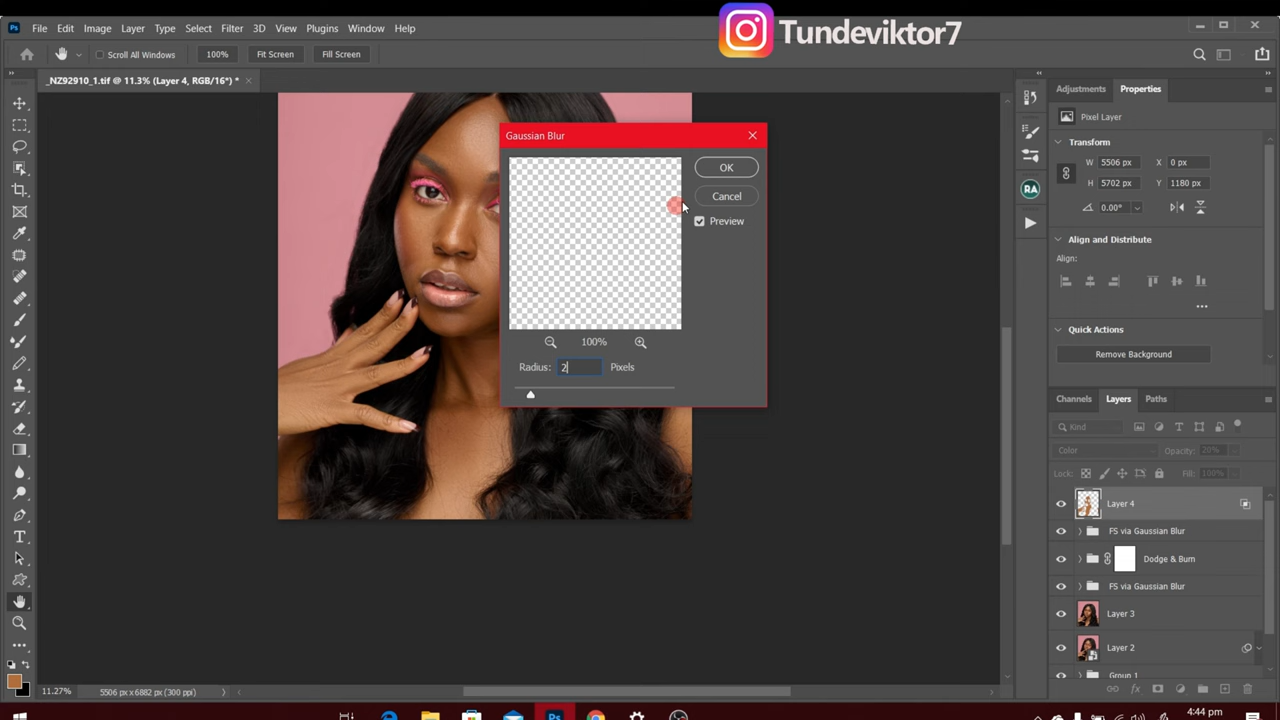 Tundeviktor7
Ps File Edit Image Layer Type Select Filter 3D View Plugins Window Help
Scroll All Windows 100% Fit Screen Fill Screen
_NZ92910_1.tif @ 11.3% (Layer 4, RGB/16*) *
Gaussian Blur
OK
Cancel
Preview
100%
Radius: 2 Pixels
Adjustments Properties
Pixel Layer
Transform
W 5506 px X 0 px
H 5702 px Y 1180 px
0.00°
Align and Distribute
Align:
Quick Actions
Remove Background
Channels Layers Paths
Kind
Color Opacity: 20%
Lock: Fill: 100%
Layer 4
FS via Gaussian Blur
Dodge & Burn
FS via Gaussian Blur
Layer 3
Layer 2
Group 1
RA
11.27% 5506 px x 6882 px (300 ppi)
Ps
4:44 pm